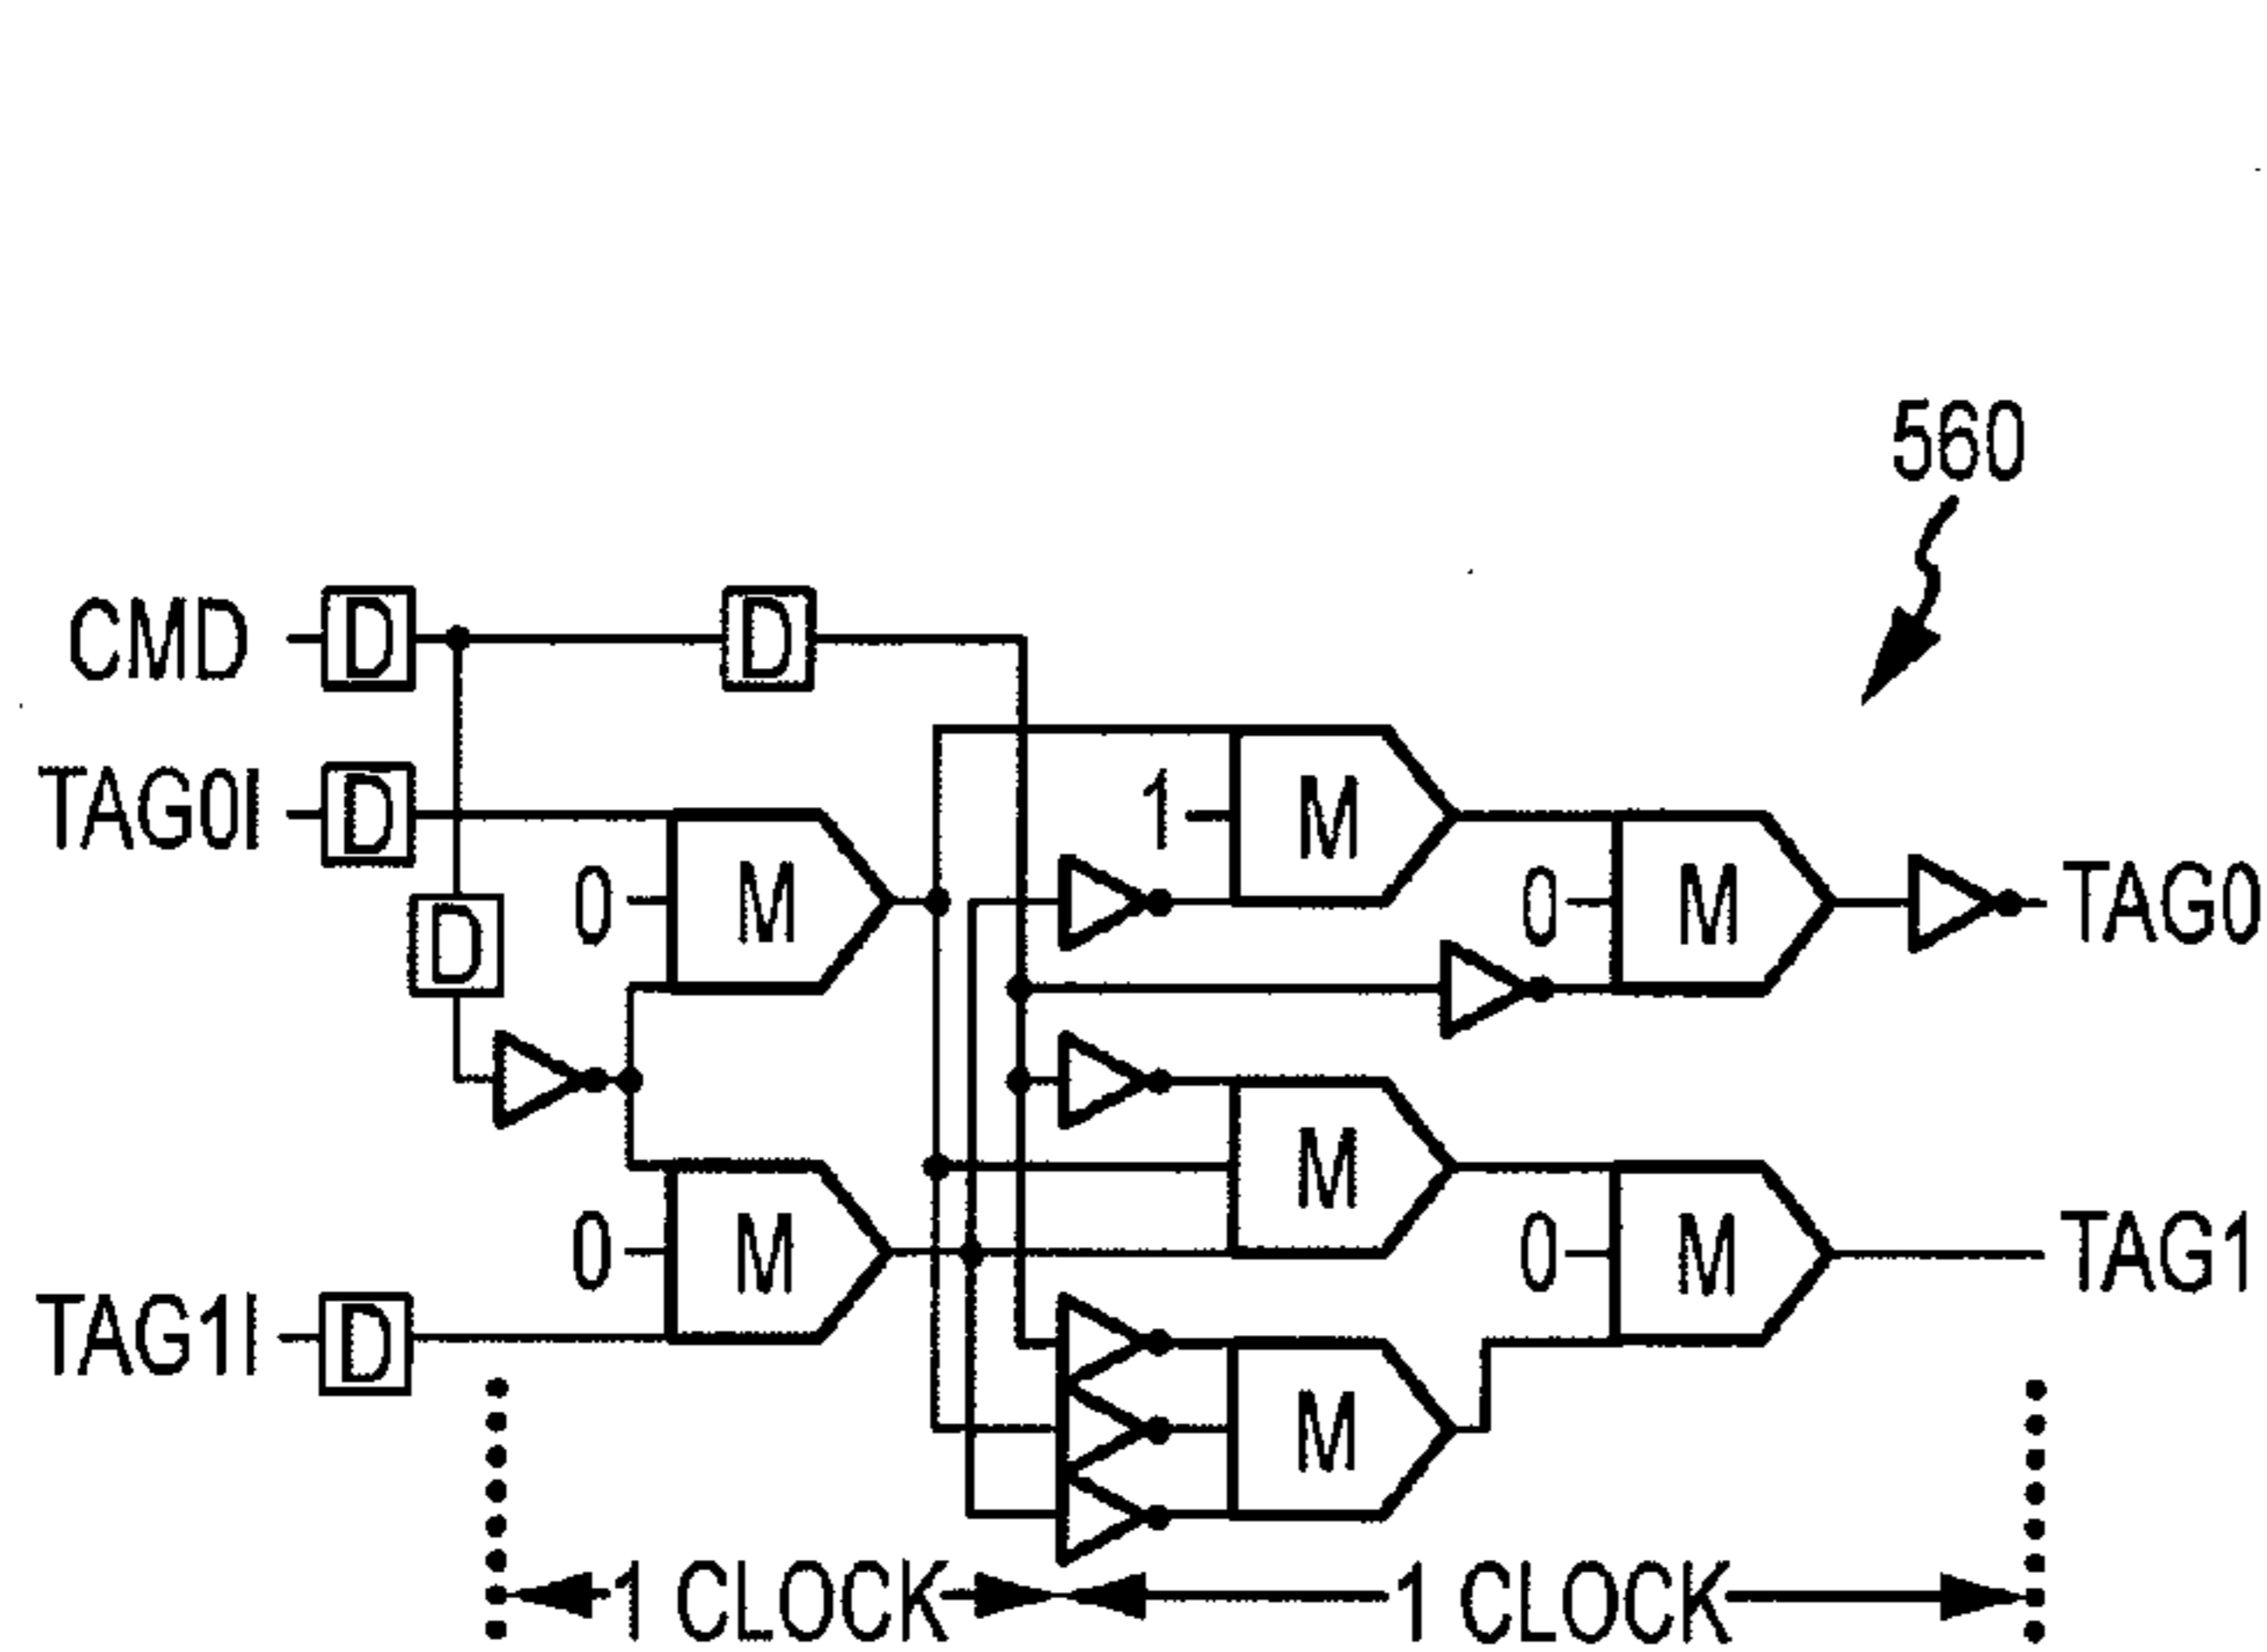 560
CMD D D
TAG0I D
1 M
0 M
0 M TAG0
D
M
0 M
0 M TAG1
TAG1I D
M
1 CLOCK 1 CLOCK